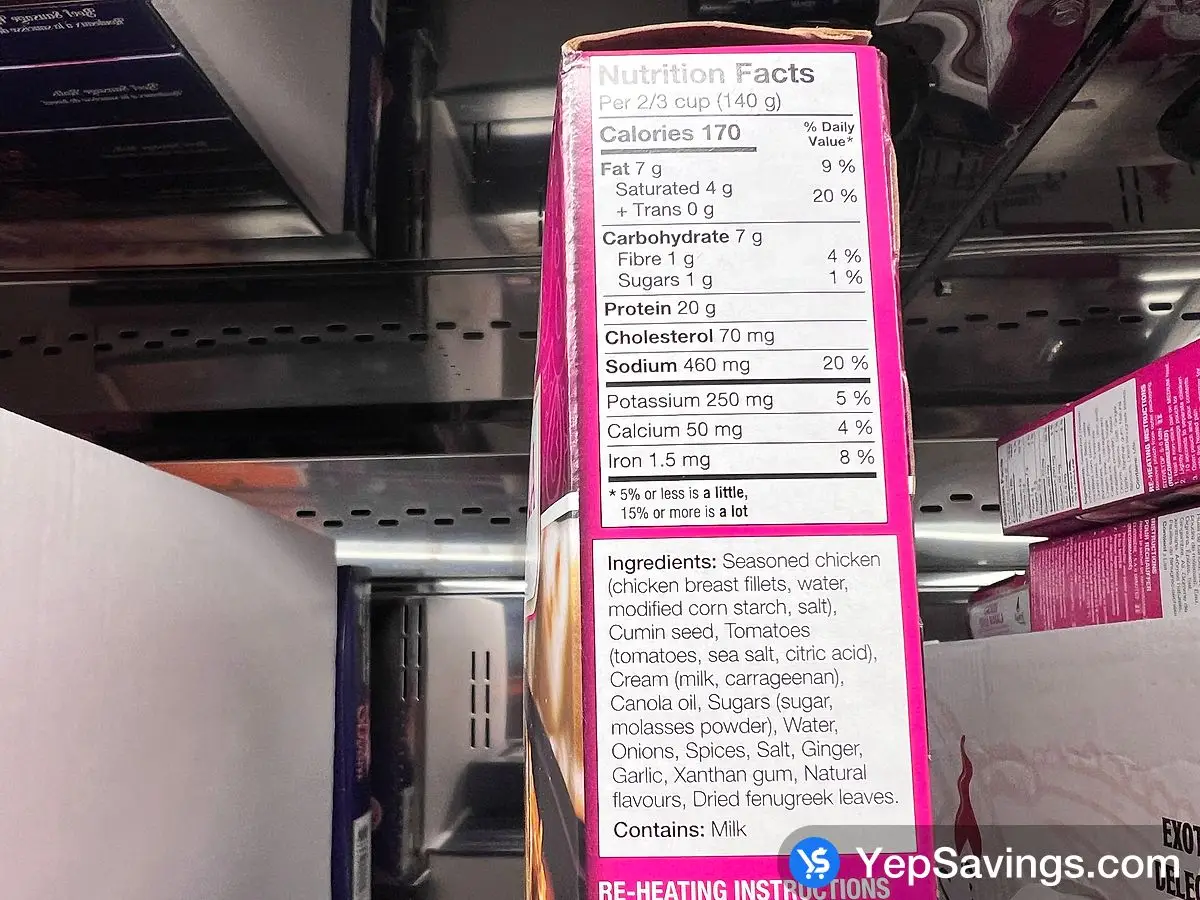 Nutrition Facts
Per 2/3 cup (140 g)
Calories 170
% Daily
Value*
Fat 7 g 9 %
Saturated 4 g
+ Trans 0 g
20 %
Carbohydrate 7 g
Fibre 1 g 4 %
Sugars 1 g 1 %
Protein 20 g
Cholesterol 70 mg
Sodium 460 mg 20 %
Potassium 250 mg 5 %
Calcium 50 mg 4 %
Iron 1.5 mg 8 %
* 5% or less is a little,
15% or more is a lot
Ingredients: Seasoned chicken
(chicken breast fillets, water,
modified corn starch, salt),
Cumin seed, Tomatoes
(tomatoes, sea salt, citric acid),
Cream (milk, carrageenan),
Canola oil, Sugars (sugar,
molasses powder), Water,
Onions, Spices, Salt, Ginger,
Garlic, Xanthan gum, Natural
flavours, Dried fenugreek leaves.
Contains: Milk
RE-HEATING INSTRUCTIONS
RE-HEATING INSTRUCTIONS
EXOT
DELEC
YepSavings.com